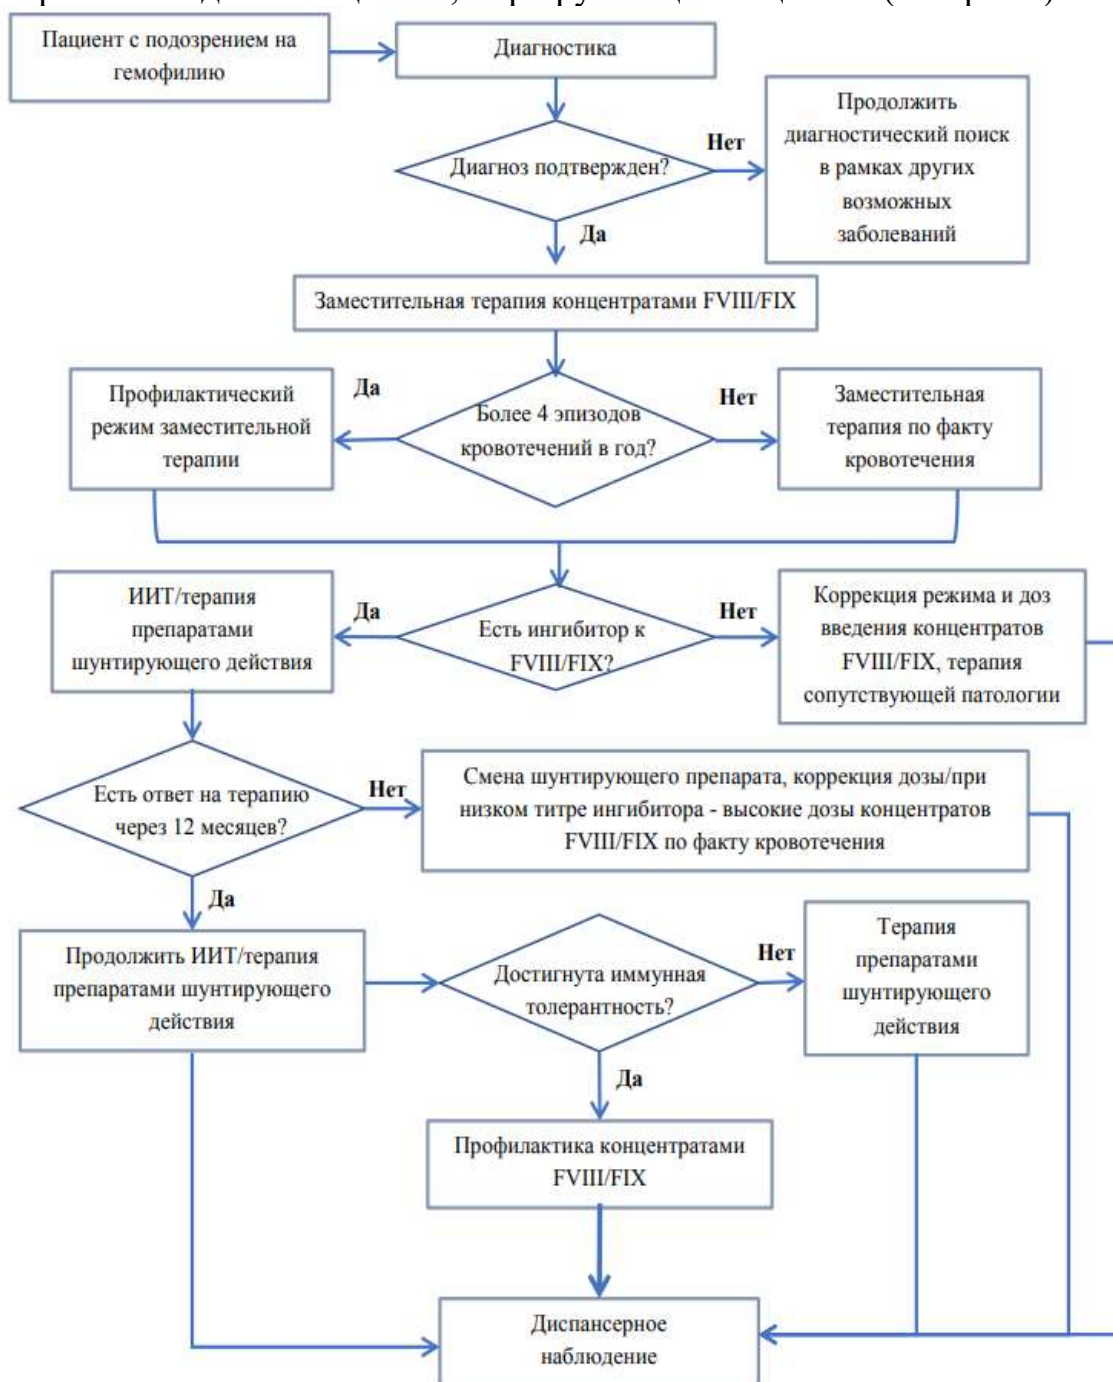 Пациент с подозрением на
гемофилию
Диагностика
Диагноз подтвержден?
Нет
Продолжить
диагностический поиск
в рамках других
возможных
заболеваний
Да
Заместительная терапия концентратами FVIII/FIX
Профилактический
режим заместительной
терапии
Да
Более 4 эпизодов
кровотечений в год?
Нет
Заместительная
терапия по факту
кровотечения
ИИТ/терапия
препаратами
шунтирующего действия
Да
Есть ингибитор к
FVIII/FIX?
Нет
Коррекция режима и доз
введения концентратов
FVIII/FIX, терапия
сопутствующей патологии
Есть ответ на терапию
через 12 месяцев?
Нет
Смена шунтирующего препарата, коррекция дозы/при
низком титре ингибитора - высокие дозы концентратов
FVIII/FIX по факту кровотечения
Да
Продолжить ИИТ/терапия
препаратами шунтирующего
действия
Достигнута иммунная
толерантность?
Нет
Терапия
препаратами
шунтирующего
действия
Да
Профилактика концентратами
FVIII/FIX
Диспансерное
наблюдение